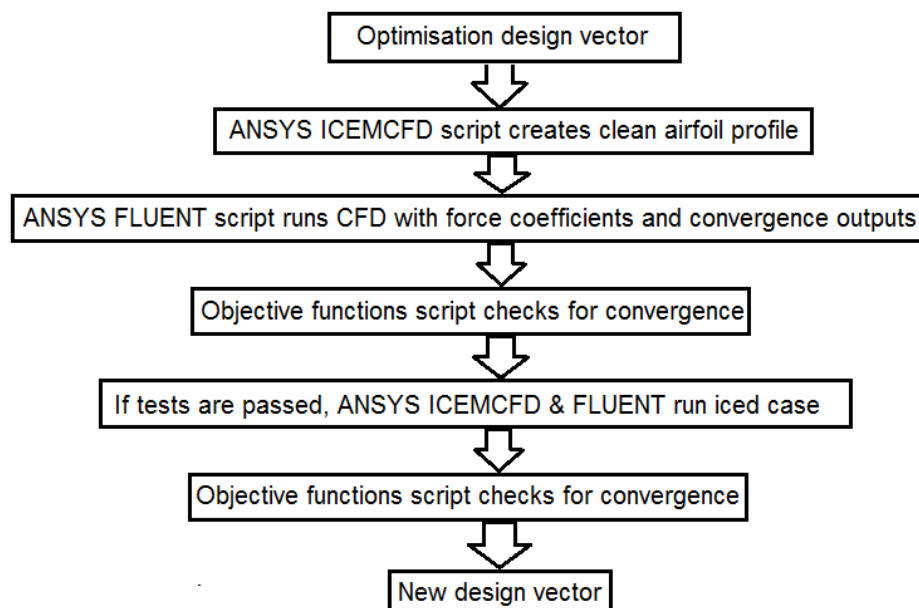 Optimisation design vector
ANSYS ICEMCFD script creates clean airfoil profile
ANSYS FLUENT script runs CFD with force coefficients and convergence outputs
Objective functions script checks for convergence
If tests are passed, ANSYS ICEMCFD & FLUENT run iced case
Objective functions script checks for convergence
New design vector